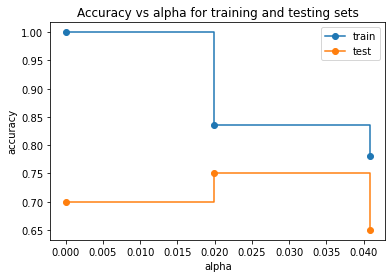 Accuracy vs alpha for training and testing sets
train
test
accuracy
1.00
0.95
0.90
0.85
0.80
0.75
0.70
0.65
0.000 0.005 0.010 0.015 0.020 0.025 0.030 0.035 0.040
alpha